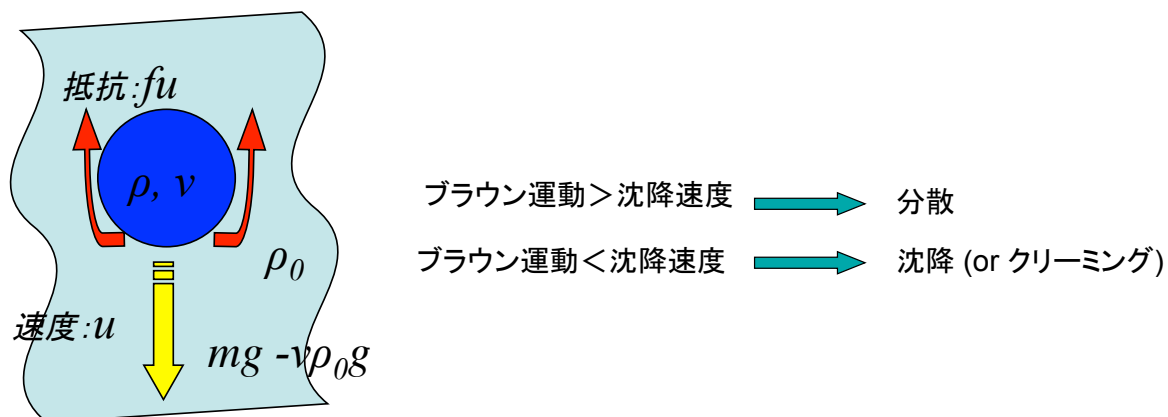 抵抗:fu
ρ, v
ρ₀
速度:u
mg -vρ₀g
ブラウン運動＞沈降速度 分散
ブラウン運動＜沈降速度 沈降 (or クリーミング)